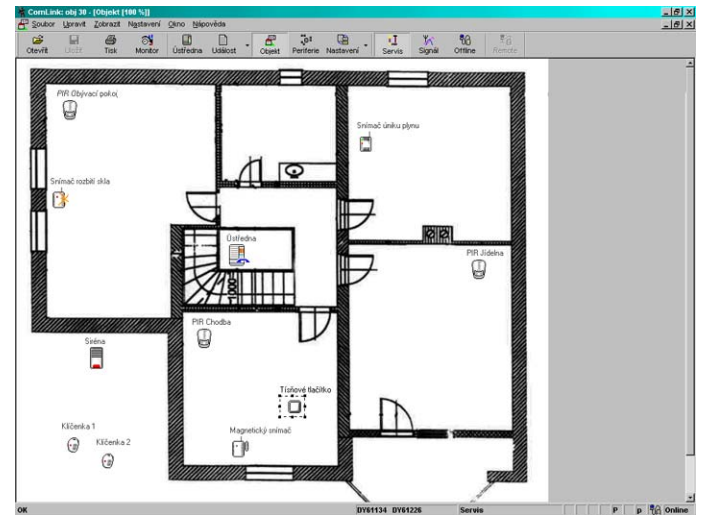 ComLink: obj 30 - [Objekt [100 %]]
Soubor Upravit Zobrazit Nastavení Okno Nápověda
Otevřít Uložit Tisk Monitor Ústředna Událost Objekt Periferie Nastavení Servis Signál Offline Remote
PIR Obývací pokoj
Snímač úniku plynu
Snímač rozbití skla
Ústředna
PIR Jídelna
1000
PIR Chodba
Siréna
Tísňové tlačítko
Klíčenka 1
Magnetický snímač
Klíčenka 2
OK DY61134 DY61226 Servis P p Online